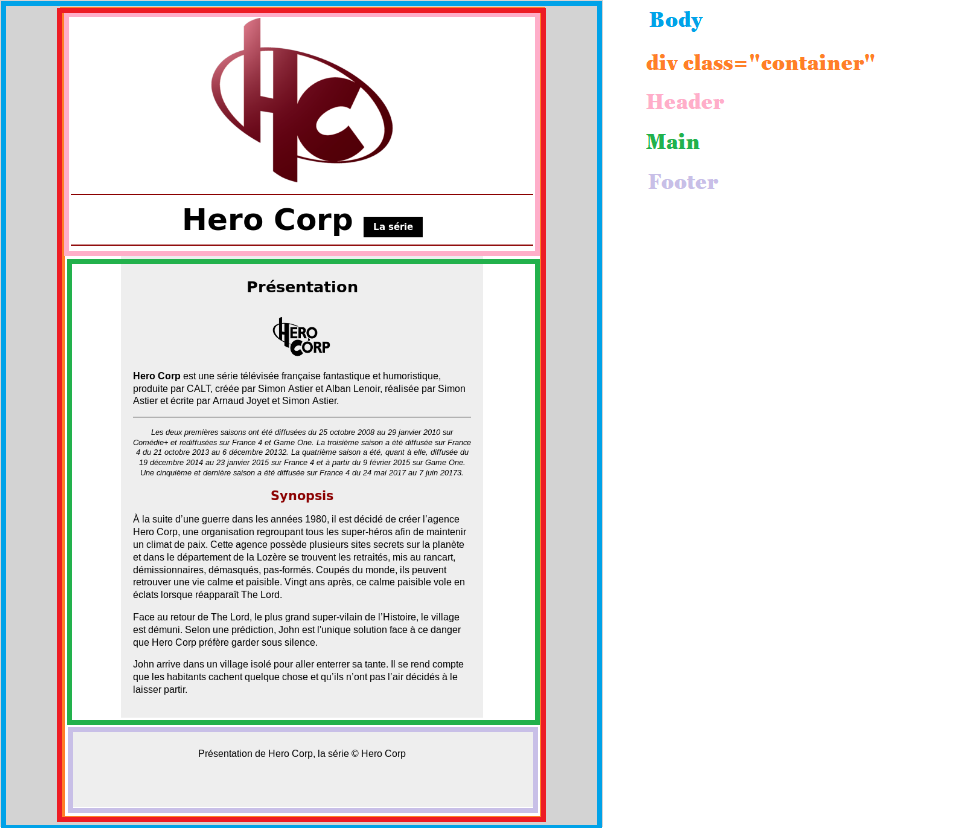 HC
Hero Corp La série
Présentation
HERO
CORP
Hero Corp est une série télévisée française fantastique et humoristique,
produite par CALT, créée par Simon Astier et Alban Lenoir, réalisée par Simon
Astier et écrite par Arnaud Joyet et Simon Astier.
Les deux premières saisons ont été diffusées du 25 octobre 2008 au 29 janvier 2010 sur
Comédie+ et rediffusées sur France 4 et Game One. La troisième saison a été diffusée sur France
4 du 21 octobre 2013 au 6 décembre 20132. La quatrième saison a été, quant à elle, diffusée du
19 décembre 2014 au 23 janvier 2015 sur France 4 et à partir du 9 février 2015 sur Game One.
Une cinquième et dernière saison a été diffusée sur France 4 du 24 mai 2017 au 7 juin 20173.
Synopsis
À la suite d’une guerre dans les années 1980, il est décidé de créer l’agence
Hero Corp, une organisation regroupant tous les super-héros afin de maintenir
un climat de paix. Cette agence possède plusieurs sites secrets sur la planète
et dans le département de la Lozère se trouvent les retraités, mis au rancart,
démissionnaires, démasqués, pas-formés. Coupés du monde, ils peuvent
retrouver une vie calme et paisible. Vingt ans après, ce calme paisible vole en
éclats lorsque réapparaît The Lord.
Face au retour de The Lord, le plus grand super-vilain de l’Histoire, le village
est démuni. Selon une prédiction, John est l’unique solution face à ce danger
que Hero Corp préfère garder sous silence.
John arrive dans un village isolé pour aller enterrer sa tante. Il se rend compte
que les habitants cachent quelque chose et qu’ils n’ont pas l’air décidés à le
laisser partir.
Présentation de Hero Corp, la série © Hero Corp
Body
div class="container"
Header
Main
Footer